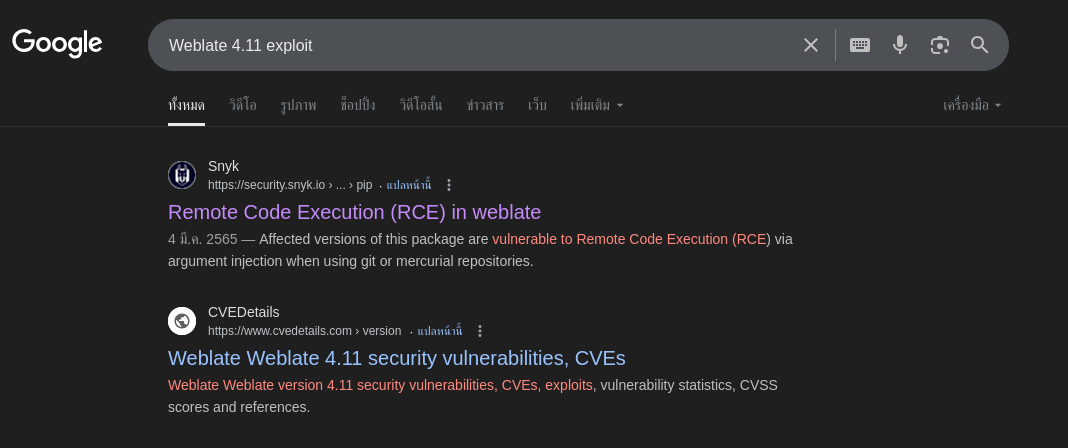 Google
Weblate 4.11 exploit
ทั้งหมด วิดีโอ รูปภาพ ช็อปปิ้ง วิดีโอสั้น ข่าวสาร เว็บ เพิ่มเติม เครื่องมือ
Snyk
https://security.snyk.io › ... › pip · แปลหน้านี้
Remote Code Execution (RCE) in weblate
4 มี.ค. 2565 — Affected versions of this package are vulnerable to Remote Code Execution (RCE) via
argument injection when using git or mercurial repositories.
CVEDetails
https://www.cvedetails.com › version · แปลหน้านี้
Weblate Weblate 4.11 security vulnerabilities, CVEs
Weblate Weblate version 4.11 security vulnerabilities, CVEs, exploits, vulnerability statistics, CVSS
scores and references.